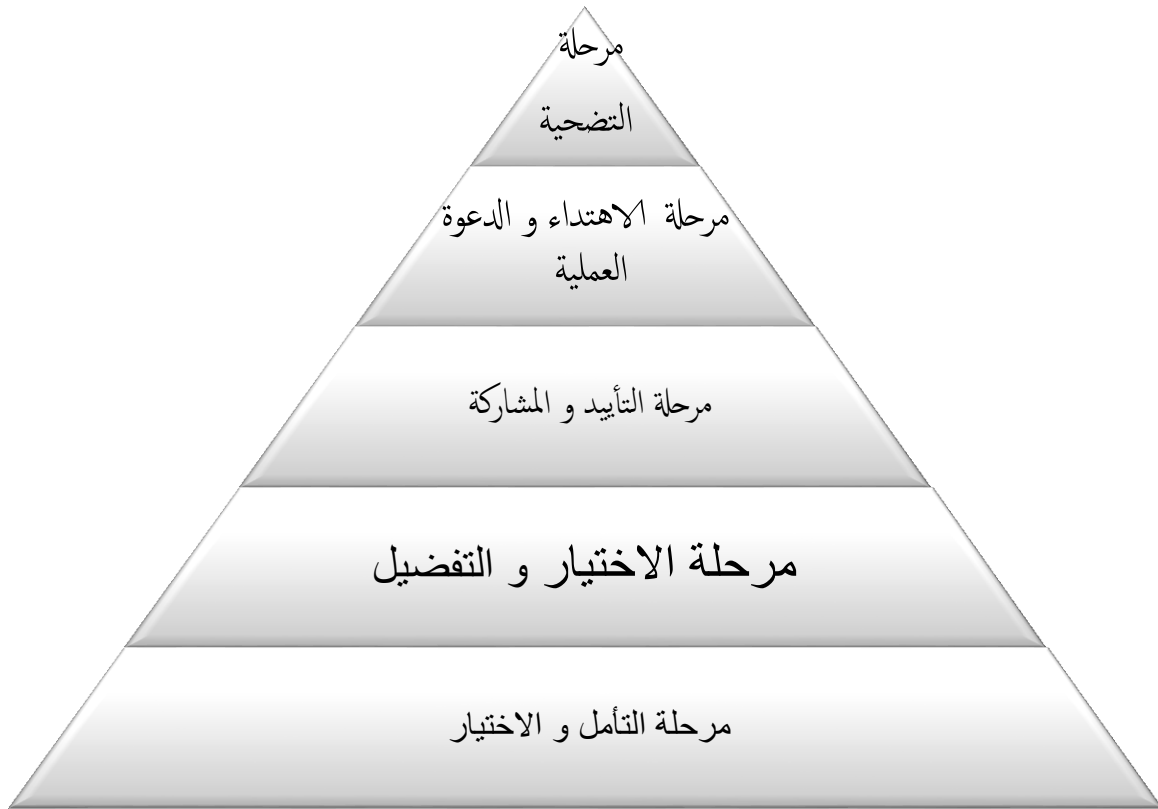 مرحلة
التضحية
مرحلة الاهتداء و الدعوة
العملية
مرحلة التأييد و المشاركة
مرحلة الاختيار و التفضيل
مرحلة التأمل و الاختيار